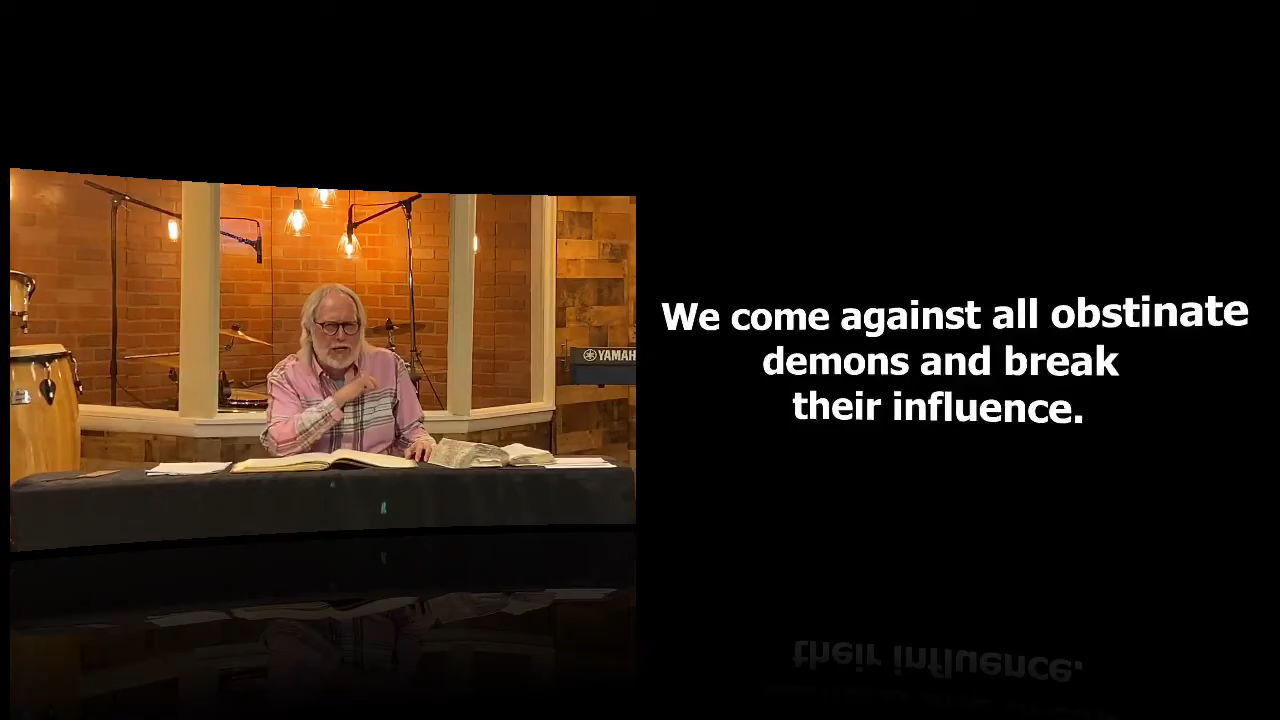 We come against all obstinate
demons and break
their influence.
YAMAH